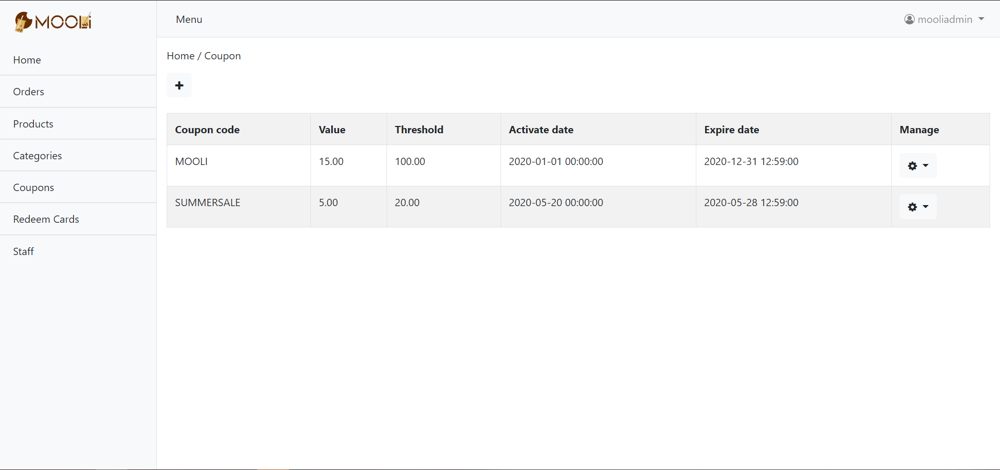 MOOLi
Menu
mooliadmin
Home
Orders
Products
Categories
Coupons
Redeem Cards
Staff
Home / Coupon
Coupon code Value Threshold Activate date Expire date Manage
MOOLI 15.00 100.00 2020-01-01 00:00:00 2020-12-31 12:59:00
SUMMERSALE 5.00 20.00 2020-05-20 00:00:00 2020-05-28 12:59:00